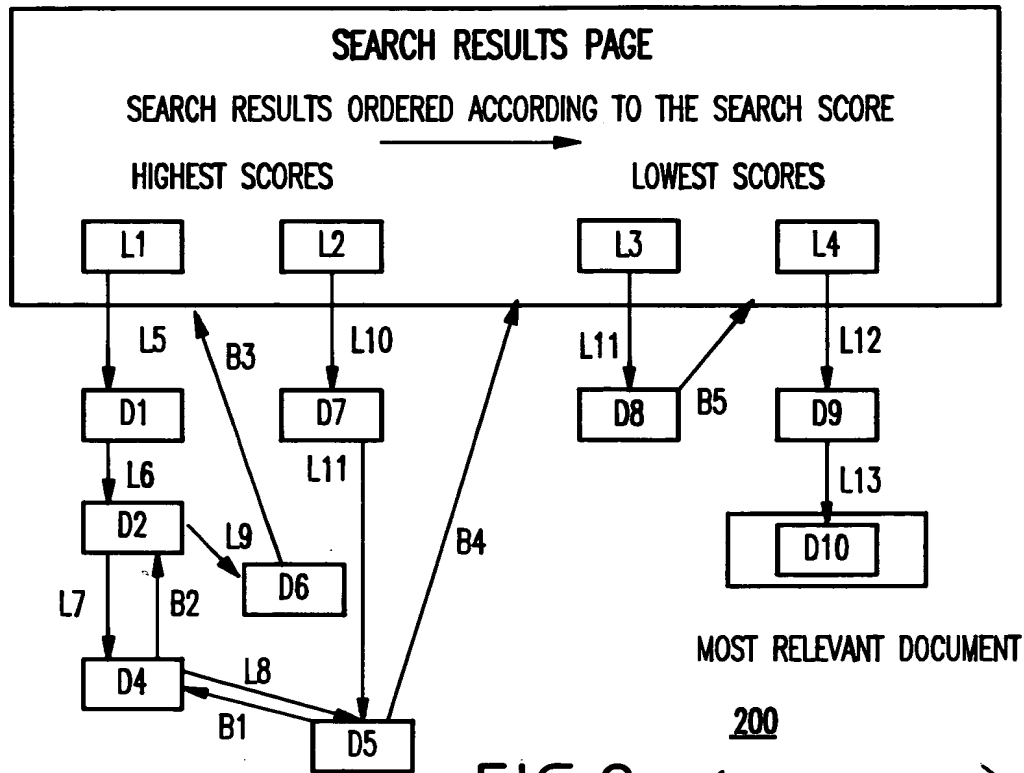 SEARCH RESULTS PAGE
SEARCH RESULTS ORDERED ACCORDING TO THE SEARCH SCORE
HIGHEST SCORES
LOWEST SCORES
L1
L2
L3
L4
L5
B3
L10
L11
B5
L12
D1
D7
D8
D9
L6
L11
L13
D2
L9
B4
D10
D6
L7
B2
MOST RELEVANT DOCUMENT
D4
L8
B1
D5
200